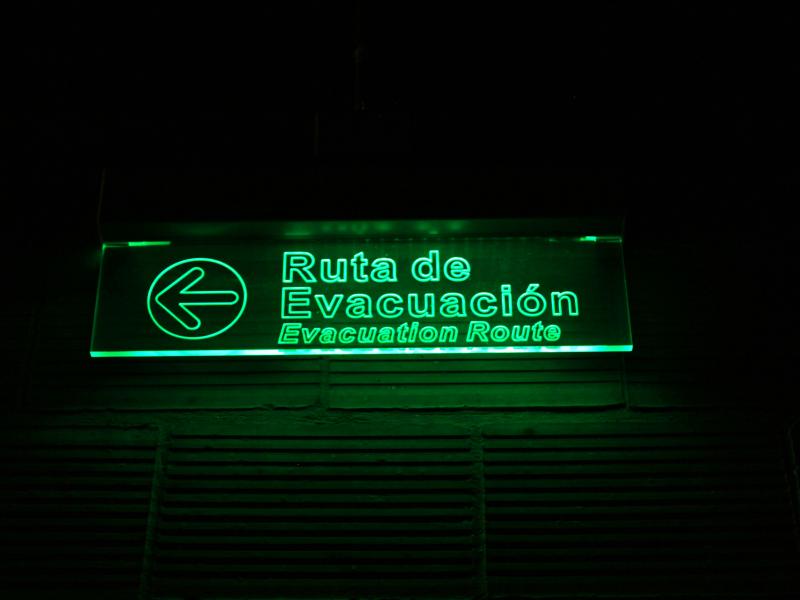 Ruta de
Evacuación
Evacuation Route